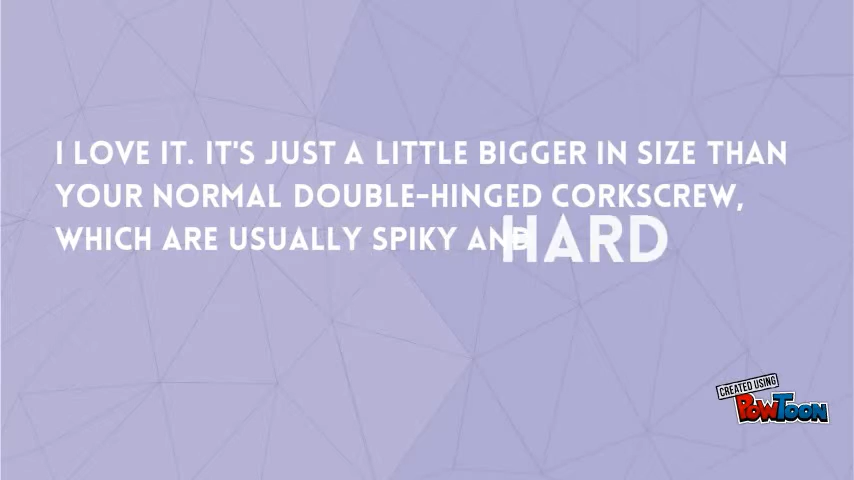 I LOVE IT. IT'S JUST A LITTLE BIGGER IN SIZE THAN
YOUR NORMAL DOUBLE-HINGED CORKSCREW,
WHICH ARE USUALLY SPIKY AND HARD
CREATED USING
POWTOON